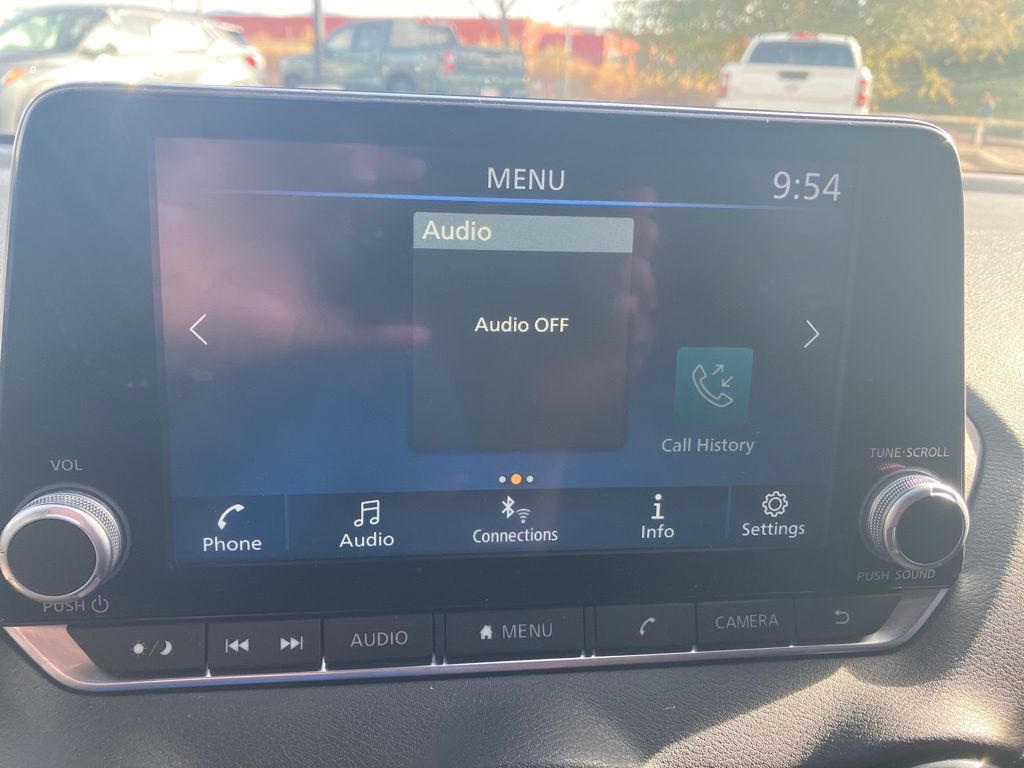 MENU
9:54
Audio
Audio OFF
Call History
VOL
TUNE·SCROLL
Phone
Audio
Connections
Info
Settings
PUSH
PUSH SOUND
AUDIO
MENU
CAMERA